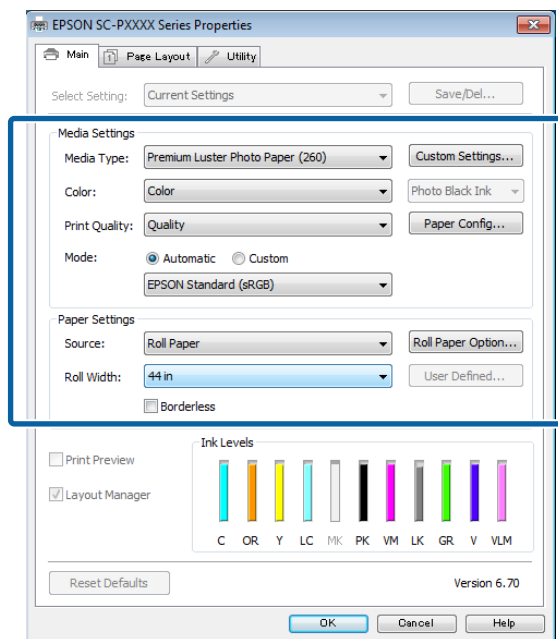 EPSON SC-PXXXX Series Properties
Main Page Layout Utility
Select Setting: Current Settings Save/Del...
Media Settings
Media Type: Premium Luster Photo Paper (260) Custom Settings...
Color: Color Photo Black Ink
Print Quality: Quality Paper Config...
Mode: Automatic Custom
EPSON Standard (sRGB)
Paper Settings
Source: Roll Paper Roll Paper Option...
Roll Width: 44 in User Defined...
Borderless
Ink Levels
Print Preview
Layout Manager
C OR Y LC MK PK VM LK GR V VLM
Reset Defaults Version 6.70
OK Cancel Help